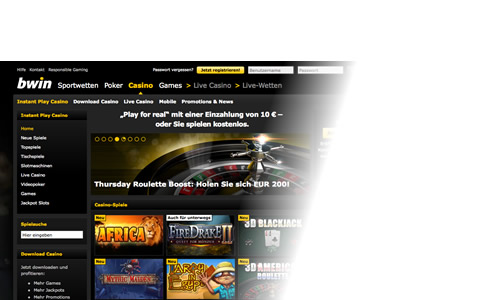 Hilfe Kontakt Responsible Gaming
Passwort vergessen? Jetzt registrieren! Benutzername
bwin Sportwetten Poker Casino Games > Live Casino > Live-Wetten
Instant Play Casino Download Casino Live Casino Mobile Promotions & News
Instant Play Casino
Home
Neue Spiele
Topspiele
Tischspiele
Slotmaschinen
Live Casino
Videopoker
Games
Jackpot Slots
Spielsuche
Hier eingeben
Download Casino
Jetzt downloaden und
profitieren:
• Mehr Games
• Mehr Jackpots
• Mehr Promotions
„Play for real" mit einer Einzahlung von 10 € –
oder Sie spielen kostenlos.
Thursday Roulette Boost: Holen Sie sich EUR 200!
Casino-Spiele
Neu
AFRICA
Auch für unterwegs
FIREDRAKE II
Neu
3D BLACKJACK
Neu
MYTHIC MAIDEN
Neu
Neu
3D AMERICAN
ROULETTE